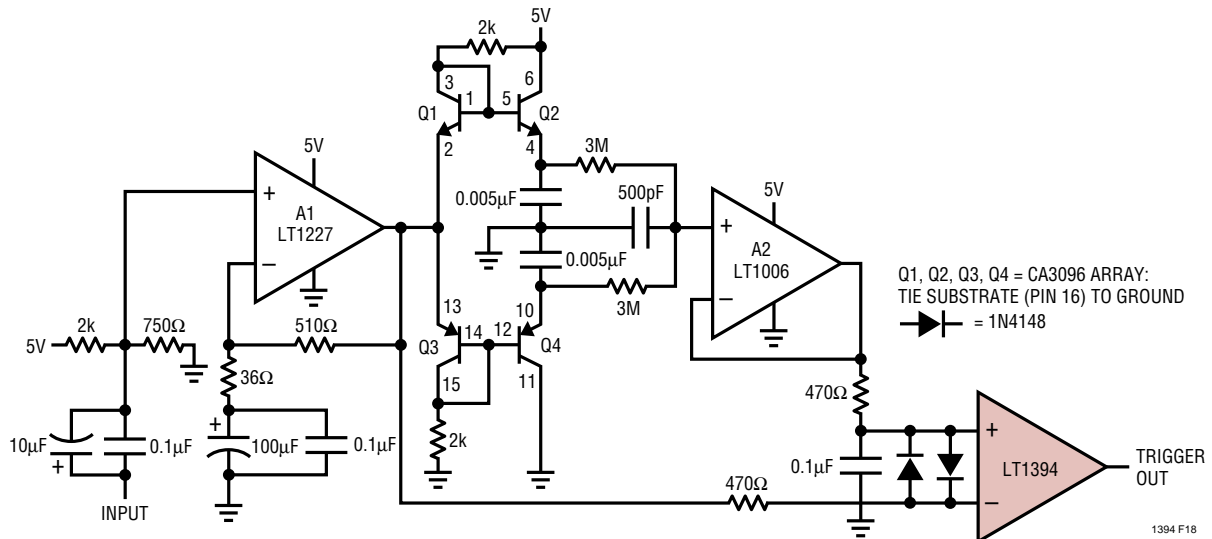 5V
2k
3
1
5
6
Q1
Q2
2
4
3M
5V
0.005µF
500pF
5V
+
A1
LT1227
−
+
A2
LT1006
−
0.005µF
3M
Q1, Q2, Q3, Q4 = CA3096 ARRAY:
TIE SUBSTRATE (PIN 16) TO GROUND
= 1N4148
2k
750Ω
5V
510Ω
13
14
12
10
Q3
Q4
15
11
36Ω
2k
470Ω
10µF
+
0.1µF
+
100µF
0.1µF
0.1µF
+
LT1394
−
TRIGGER
OUT
470Ω
INPUT
1394 F18